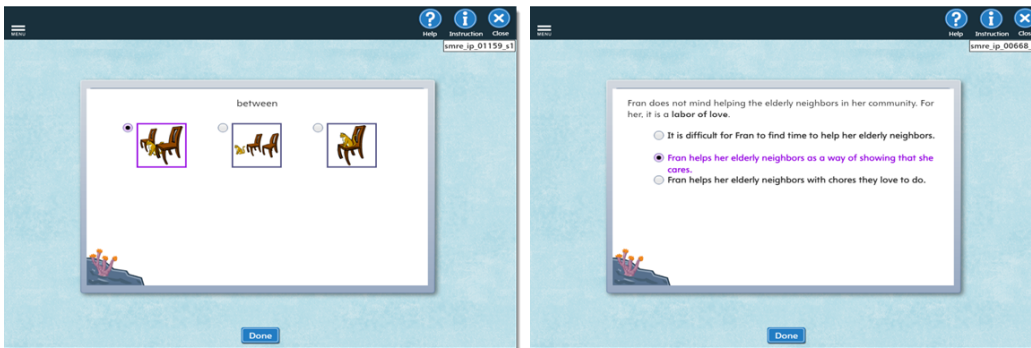 MENU
Help Instruction Close
smre_ip_01159_s1
between
Done
MENU
Help Instruction Clos
smre_ip_00668_
Fran does not mind helping the elderly neighbors in her community. For
her, it is a labor of love.
It is difficult for Fran to find time to help her elderly neighbors.
Fran helps her elderly neighbors as a way of showing that she
cares.
Fran helps her elderly neighbors with chores they love to do.
Done